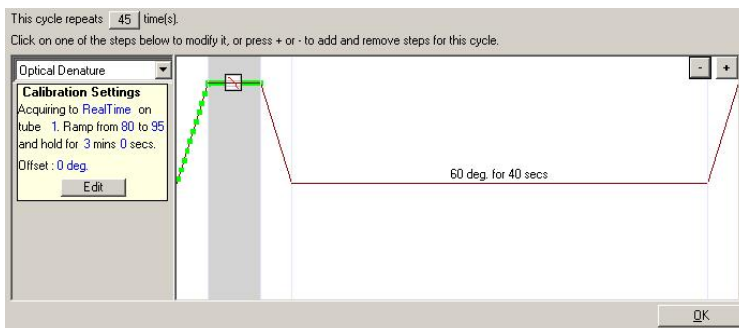 This cycle repeats 45 time(s).
Click on one of the steps below to modify it, or press + or - to add and remove steps for this cycle.
Optical Denature
- +
Calibration Settings
Acquiring to RealTime on
tube 1. Ramp from 80 to 95
and hold for 3 mins 0 secs.
Offset : 0 deg.
Edit
60 deg. for 40 secs
OK